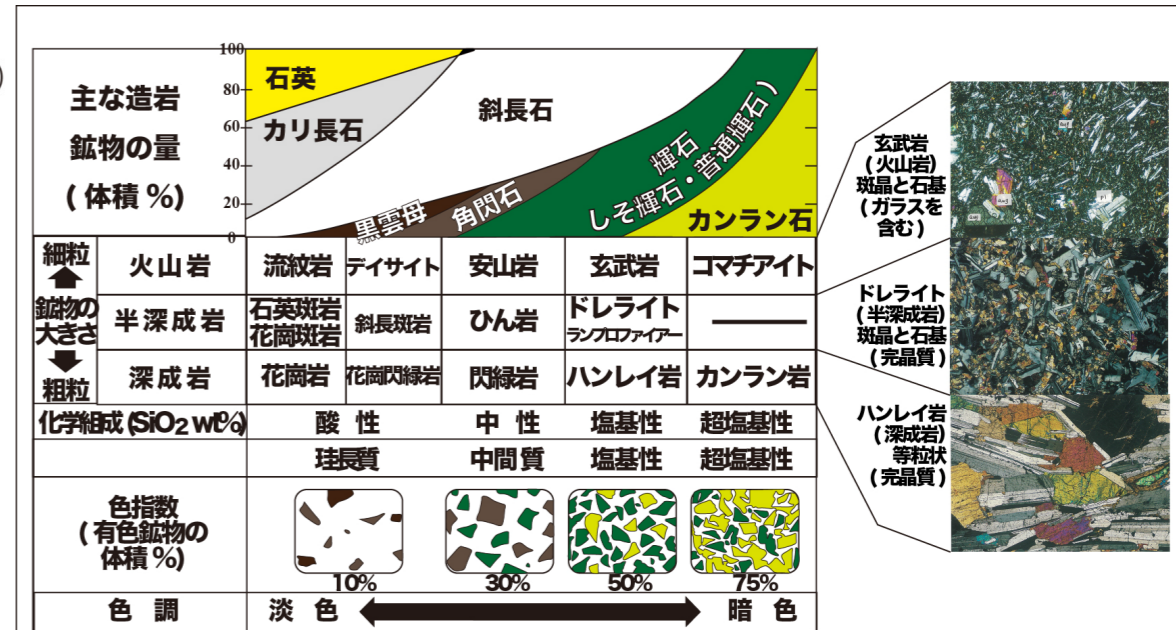 )
主な造岩
鉱物の量
(体積 %)
100
80
60
40
20
0
石英
カリ長石
斜長石
黒雲母
角閃石
輝石
しそ輝石・普通輝石)
カンラン石
細粒
鉱物の
大きさ
粗粒
火山岩
流紋岩
デイサイト
安山岩
玄武岩
コマチアイト
半深成岩
石英斑岩
花崗斑岩
斜長斑岩
ひん岩
ドレライト
ランプロファイアー
深成岩
花崗岩
花崗閃緑岩
閃緑岩
ハンレイ岩
カンラン岩
化学組成(SiO2 wt%)
酸 性
中 性
塩基性
超塩基性
珪長質
中間質
塩基性
超塩基性
色指数
(有色鉱物の
体積 %)
10%
30%
50%
75%
色 調
淡 色
暗 色
玄武岩
(火山岩)
斑晶と石基
(ガラスを
含む)
ドレライト
(半深成岩)
斑晶と石基
(完晶質)
ハンレイ岩
(深成岩)
等粒状
(完晶質)